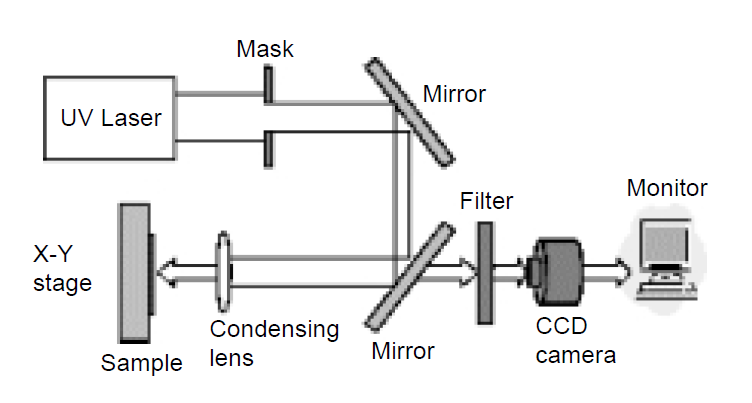 Mask
Mirror
UV Laser
Monitor
Filter
X-Y
stage
Condensing
lens
Mirror
CCD
camera
Sample